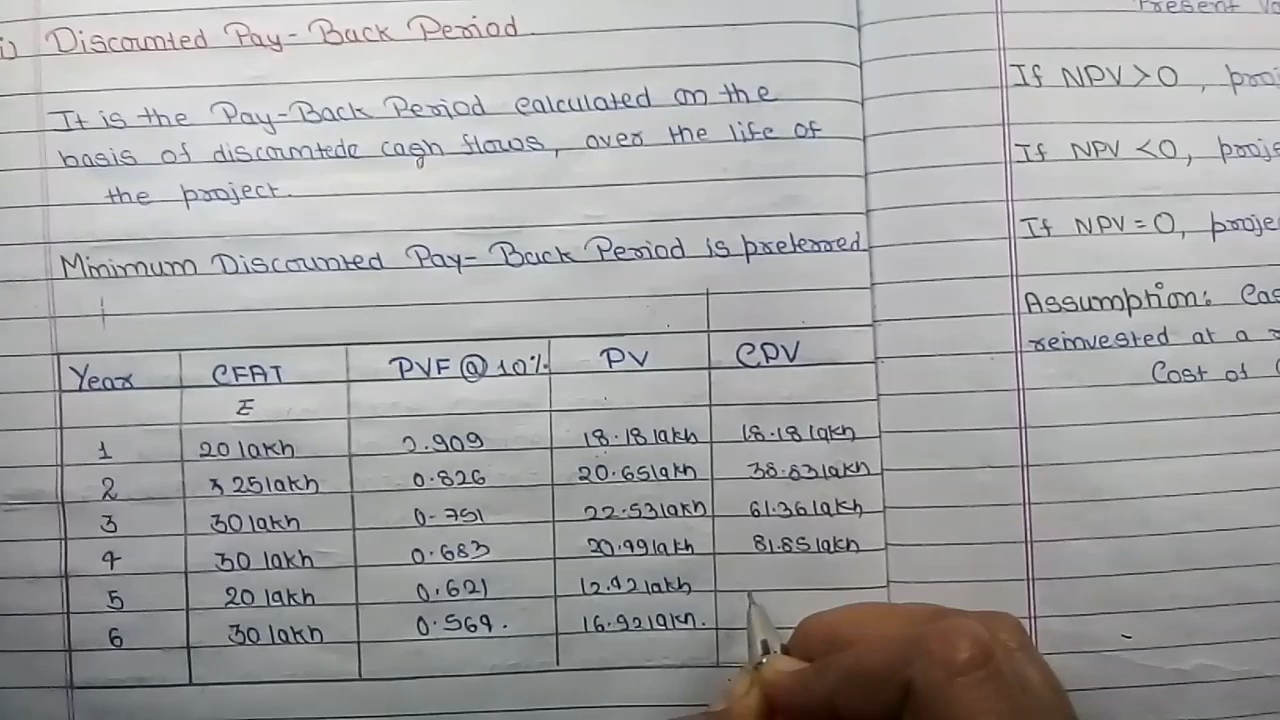 i) Discounted Pay-Back Period
It is the Pay-Back Period calculated on the
basis of discountede cash flows, over the life of
the project.
Minimum Discounted Pay-Back Period is preferred
Year CFAT PVF @ 10% PV CPV
1 20 lakh 0.909 18.18 lakh 18.18 lakh
2 ₹ 25 lakh 0.826 20.65 lakh 38.83 lakh
3 30 lakh 0.751 22.53 lakh 61.36 lakh
4 30 lakh 0.683 20.49 lakh 81.85 lakh
5 20 lakh 0.621 12.42 lakh
6 30 lakh 0.564. 16.92 lakh.
Present
If NPV>0, proj
If NPV <0, proje
If NPV = 0, proje
Assumption: Cas
reinvested at a
Cost of